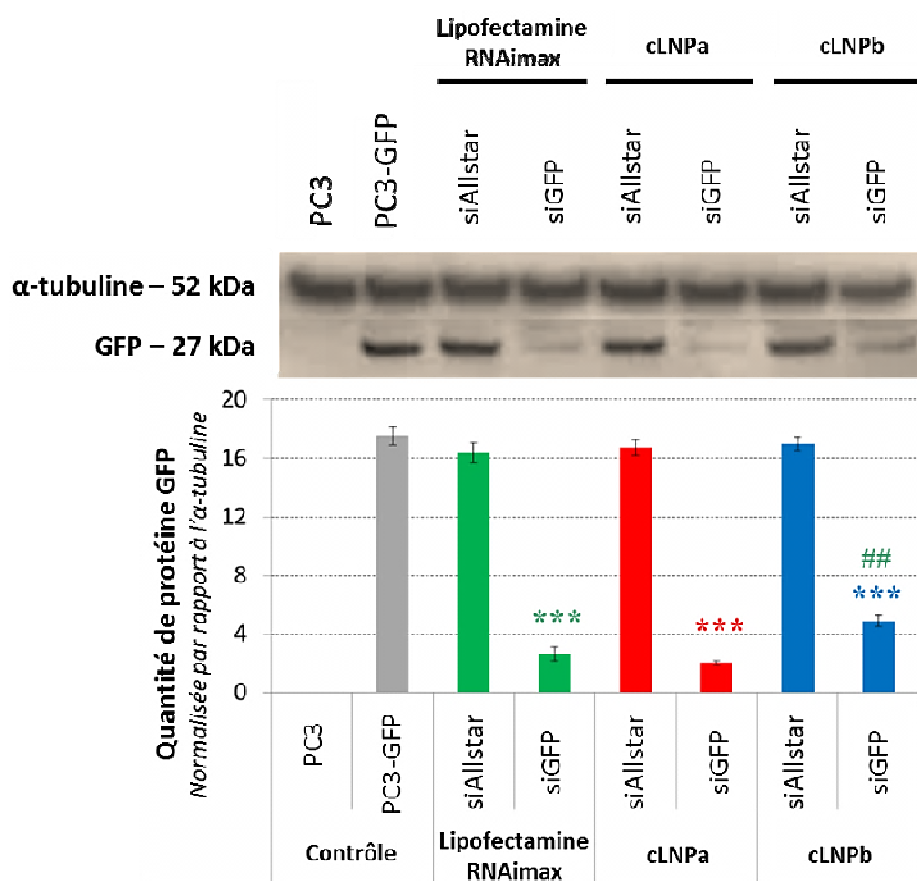 Lipofectamine
RNAimax
cLNPa
cLNPb
PC3
PC3-GFP
siAllstar
siGFP
siAllstar
siGFP
siAllstar
siGFP
α-tubuline – 52 kDa
GFP – 27 kDa
Quantité de protéine GFP
Normalisée par rapport à l'α-tubuline
20
16
12
8
4
0
***
***
##
***
PC3
PC3-GFP
siAllstar
siGFP
siAllstar
siGFP
siAllstar
siGFP
Contrôle
Lipofectamine
RNAimax
cLNPa
cLNPb